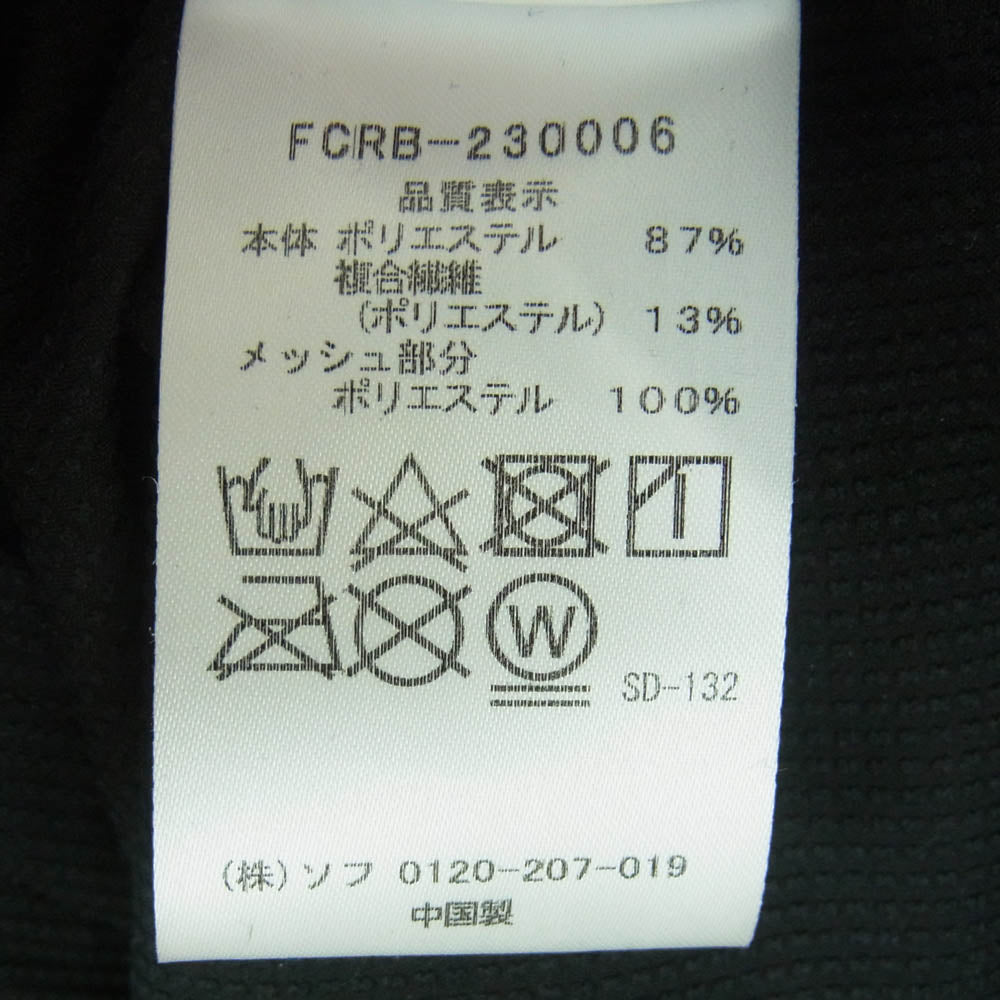 FCRB-230006
品質表示
本体 ポリエステル 87%
複合繊維
(ポリエステル) 13%
メッシュ部分
ポリエステル 100%
W
SD-132
(株)ソフ 0120-207-019
中国製